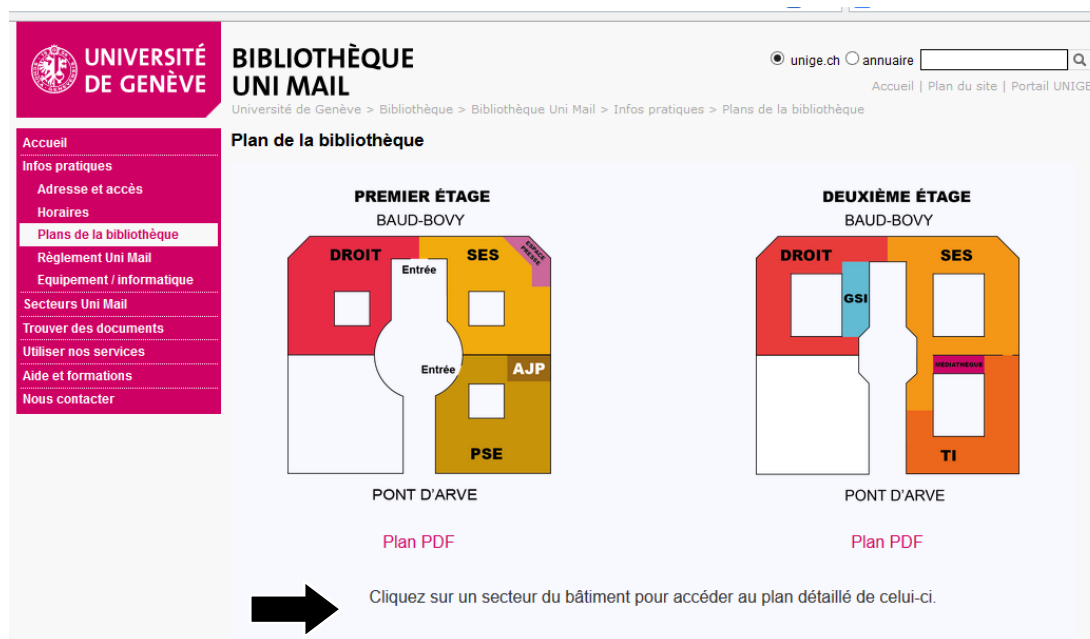 UNIVERSITÉ
DE GENÈVE
BIBLIOTHÈQUE
UNI MAIL
unige.ch annuaire
Accueil | Plan du site | Portail UNIGE
Université de Genève > Bibliothèque > Bibliothèque Uni Mail > Infos pratiques > Plans de la bibliothèque
Accueil
Infos pratiques
Adresse et accès
Horaires
Plans de la bibliothèque
Règlement Uni Mail
Equipement / informatique
Secteurs Uni Mail
Trouver des documents
Utiliser nos services
Aide et formations
Nous contacter
Plan de la bibliothèque
PREMIER ÉTAGE
BAUD-BOVY
DROIT
SES
ESPACE
PRESSE
Entrée
Entrée
AJP
PSE
PONT D'ARVE
Plan PDF
DEUXIÈME ÉTAGE
BAUD-BOVY
DROIT
SES
GSI
MEDIATHEQUE
TI
PONT D'ARVE
Plan PDF
Cliquez sur un secteur du bâtiment pour accéder au plan détaillé de celui-ci.